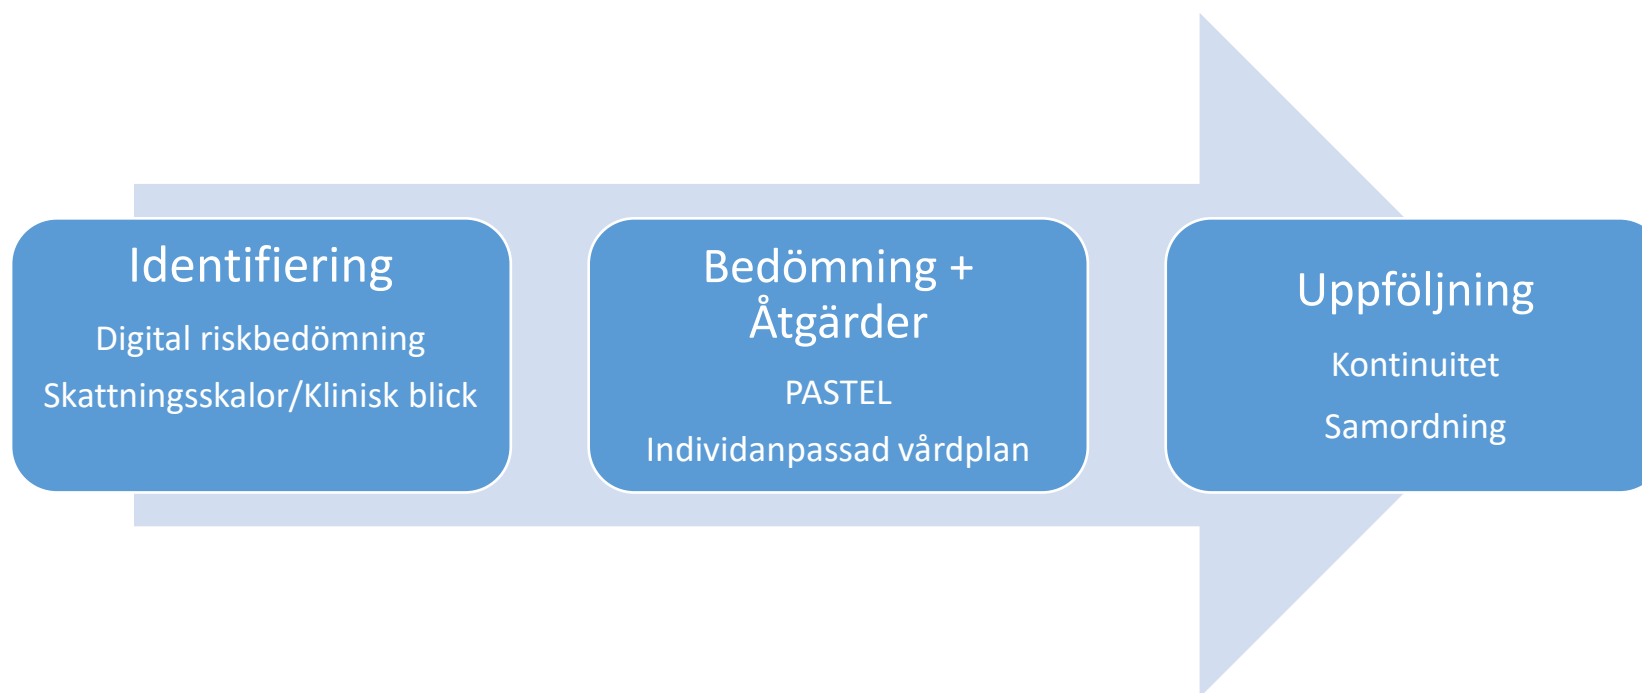 Identifiering
Digital riskbedömning
Skattningsskalor/Klinisk blick
Bedömning +
Åtgärder
PASTEL
Individanpassad vårdplan
Uppföljning
Kontinuitet
Samordning